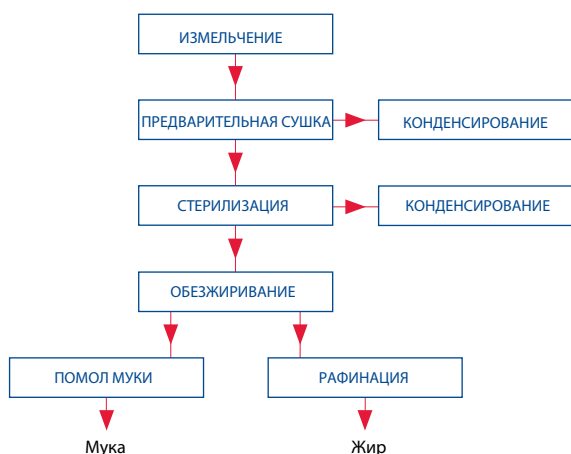 ИЗМЕЛЬЧЕНИЕ
ПРЕДВАРИТЕЛЬНАЯ СУШКА
КОНДЕНСИРОВАНИЕ
СТЕРИЛИЗАЦИЯ
КОНДЕНСИРОВАНИЕ
ОБЕЗЖИРИВАНИЕ
ПОМОЛ МУКИ
РАФИНАЦИЯ
Мука
Жир